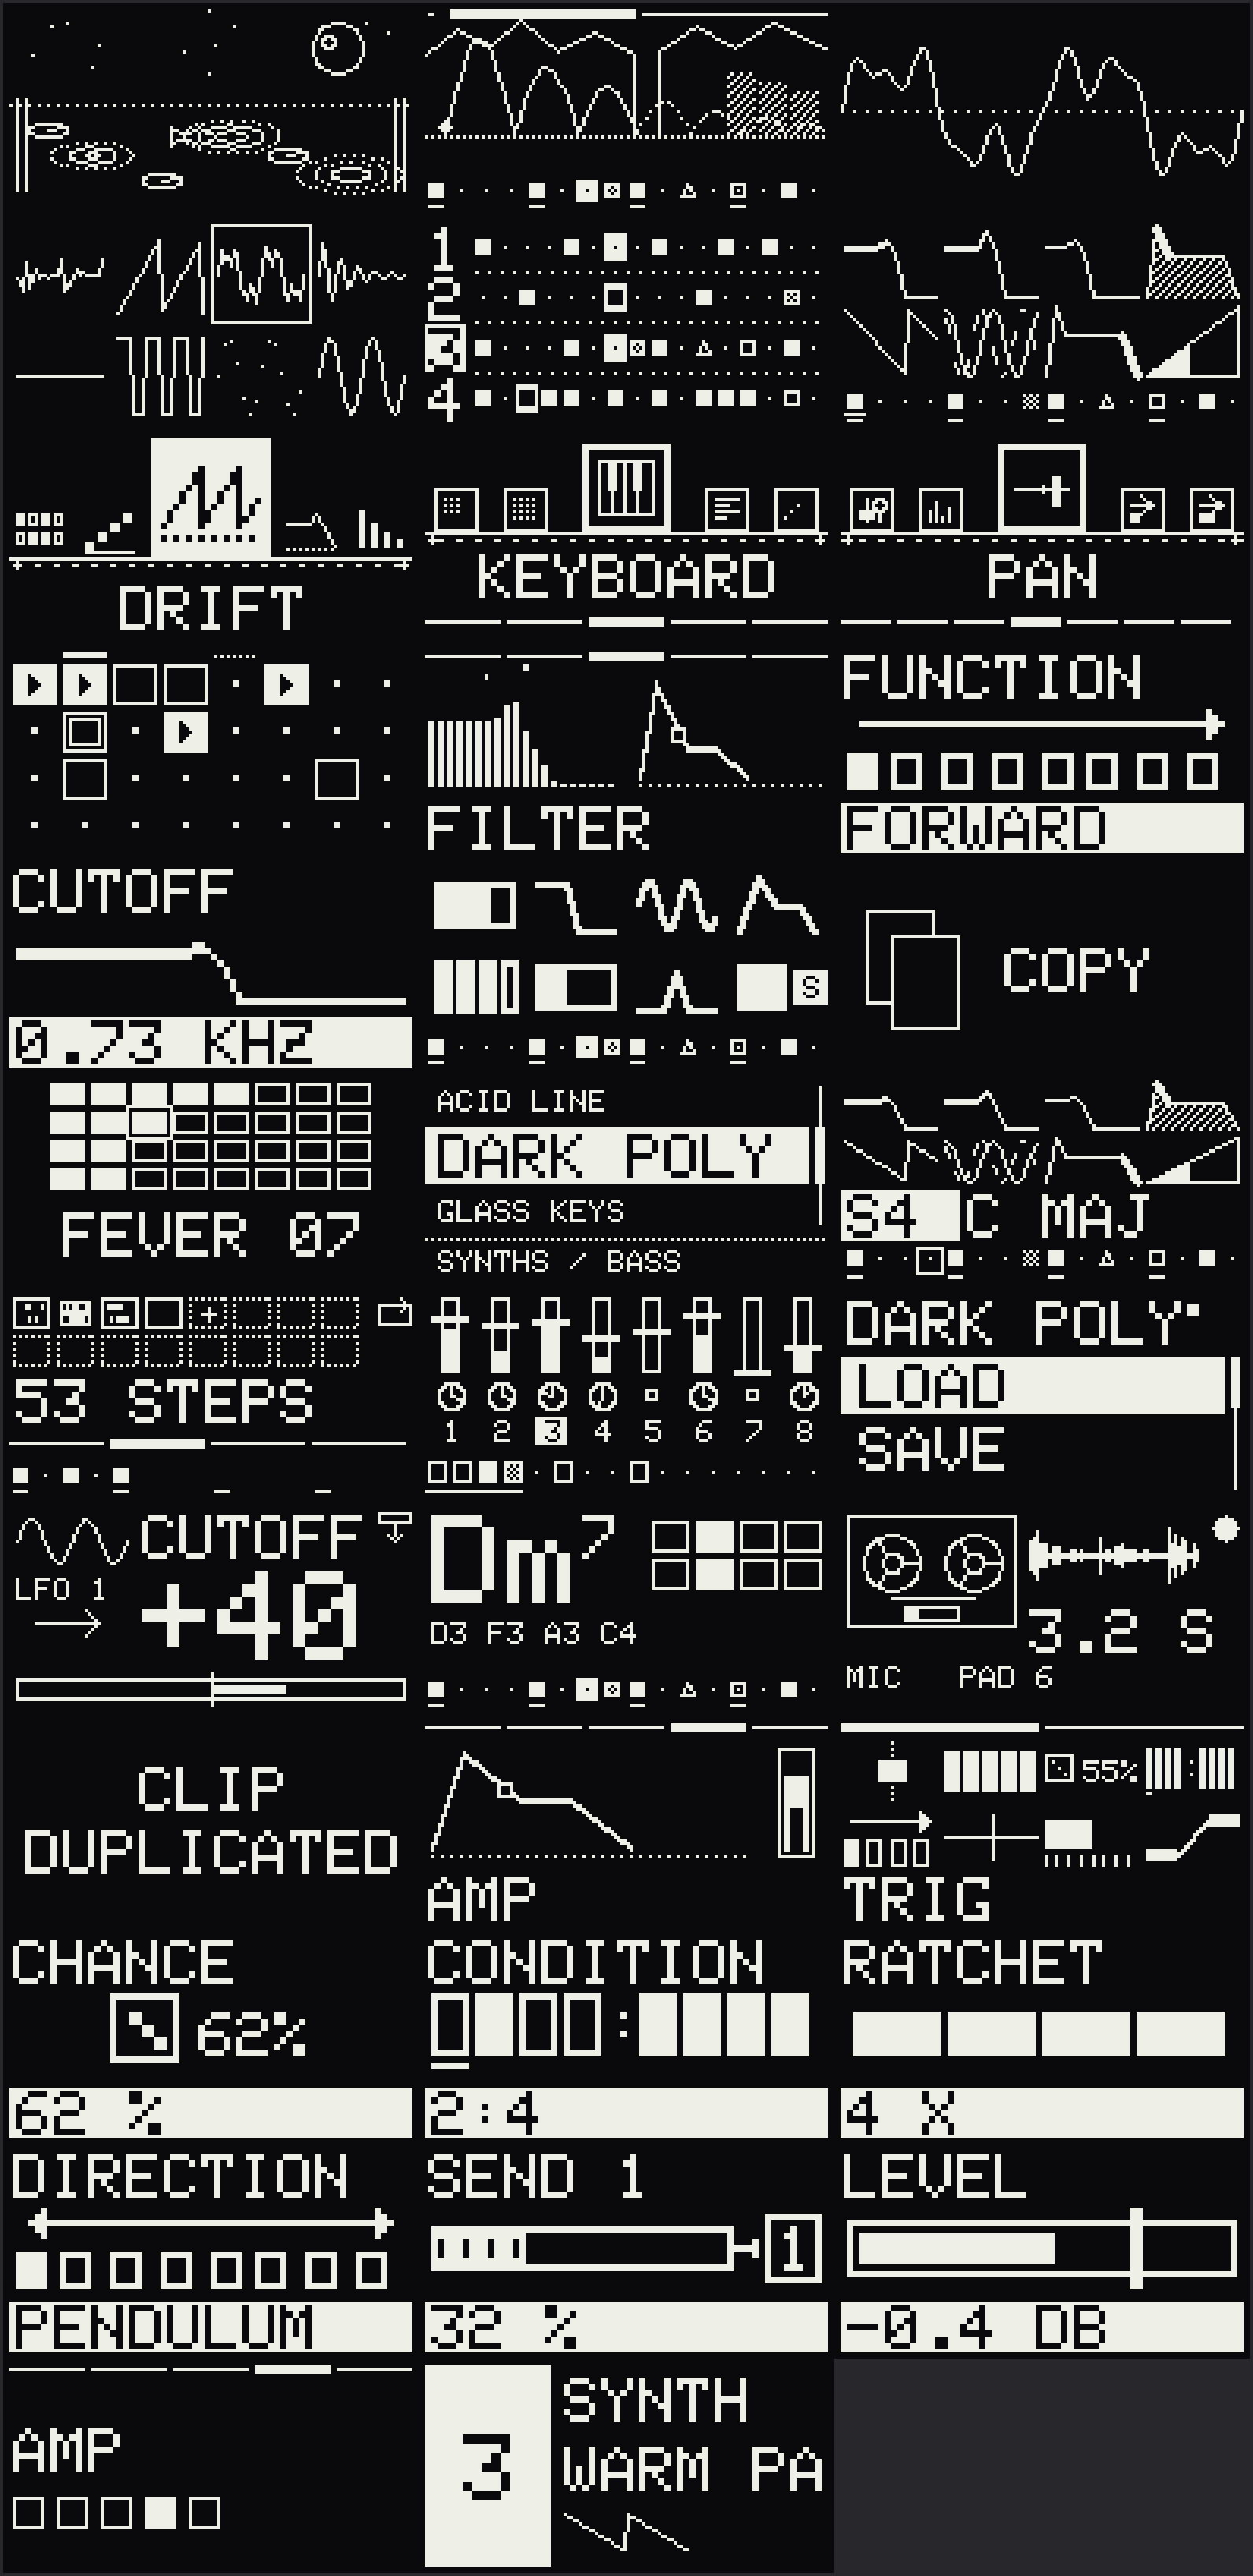 1
2
3
4
DRIFT
KEYBOARD
PAN
FUNCTION
FORWARD
FILTER
CUTOFF
0.73 KHZ
S
COPY
FEVER 07
ACID LINE
DARK POLY
GLASS KEYS
SYNTHS / BASS
S4 C MAJ
53 STEPS
1 2 3 4 5 6 7 8
DARK POLY
LOAD
SAVE
LFO 1
CUTOFF
+40
Dm7
D3 F3 A3 C4
3.2 S
MIC PAD 6
CLIP
DUPLICATED
AMP
55%
TRIG
CHANCE
62%
62 %
CONDITION
:
2:4
RATCHET
4 X
DIRECTION
PENDULUM
SEND 1
1
32 %
LEVEL
-0.4 DB
AMP
3
SYNTH
WARM PA